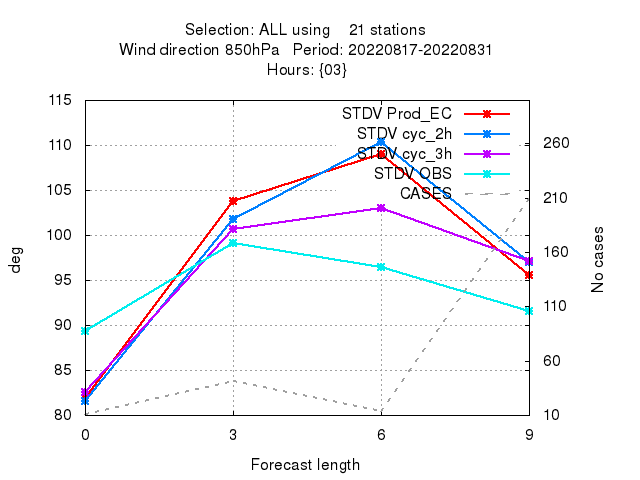 Selection: ALL using 21 stations
Wind direction 850hPa Period: 20220817-20220831
Hours: {03}
STDV Prod_EC
STDV cyc_2h
STDV cyc_3h
STDV OBS
CASES
115
110
105
100
95
90
85
80
deg
260
210
160
110
60
10
No cases
0 3 6 9
Forecast length